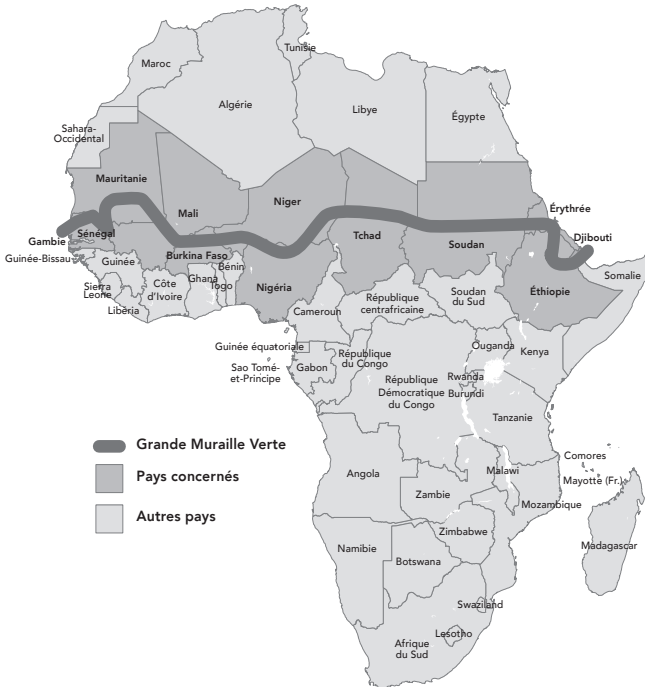 Tunisie
Maroc
Algérie
Libye
Égypte
Sahara-
Occidental
Mauritanie
Mali
Niger
Tchad
Soudan
Érythrée
Djibouti
Gambie
Sénégal
Guinée-Bissau
Guinée
Burkina Faso
Bénin
Ghana
Togo
Sierra
Leone
Côte
d'Ivoire
Liberia
Nigéria
Éthiopie
Somalie
Cameroun
République
centrafricaine
Soudan
du Sud
Guinée équatoriale
Sao Tomé-
et-Principe
Gabon
République
du Congo
Ouganda
Kenya
Rwanda
Burundi
République
Démocratique
du Congo
Tanzanie
Grande Muraille Verte
Pays concernés
Autres pays
Angola
Zambie
Malawi
Comores
Mayotte (Fr.)
Mozambique
Zimbabwe
Madagascar
Namibie
Botswana
Swaziland
Lesotho
Afrique
du Sud